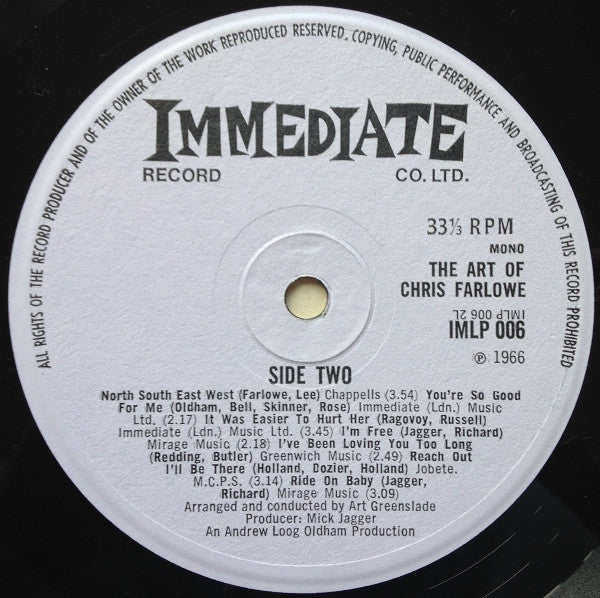 ALL RIGHTS OF THE RECORD PRODUCER AND OF THE OWNER OF THE WORK REPRODUCED RESERVED. COPYING, PUBLIC PERFORMANCE AND BROADCASTING OF THIS RECORD PROHIBITED
IMMEDIATE
RECORD CO. LTD.
33⅓ RPM
MONO
THE ART OF
CHRIS FARLOWE
IMLP 006 2L
IMLP 006
℗ 1966
SIDE TWO
North South East West (Farlowe, Lee) Chappells (3.54) You're So Good
For Me (Oldham, Bell, Skinner, Rose) Immediate (Ldn.) Music
Ltd. (2.17) It Was Easier To Hurt Her (Ragovoy, Russell)
Immediate (Ldn.) Music Ltd. (3.45) I'm Free (Jagger, Richard)
Mirage Music (2.18) I've Been Loving You Too Long
(Redding, Butler) Greenwich Music (2.49) Reach Out
I'll Be There (Holland, Dozier, Holland) Jobete.
M.C.P.S. (3.14) Ride On Baby (Jagger,
Richard) Mirage Music (3.09)
Arranged and conducted by Art Greenslade
Producer: Mick Jagger
An Andrew Loog Oldham Production